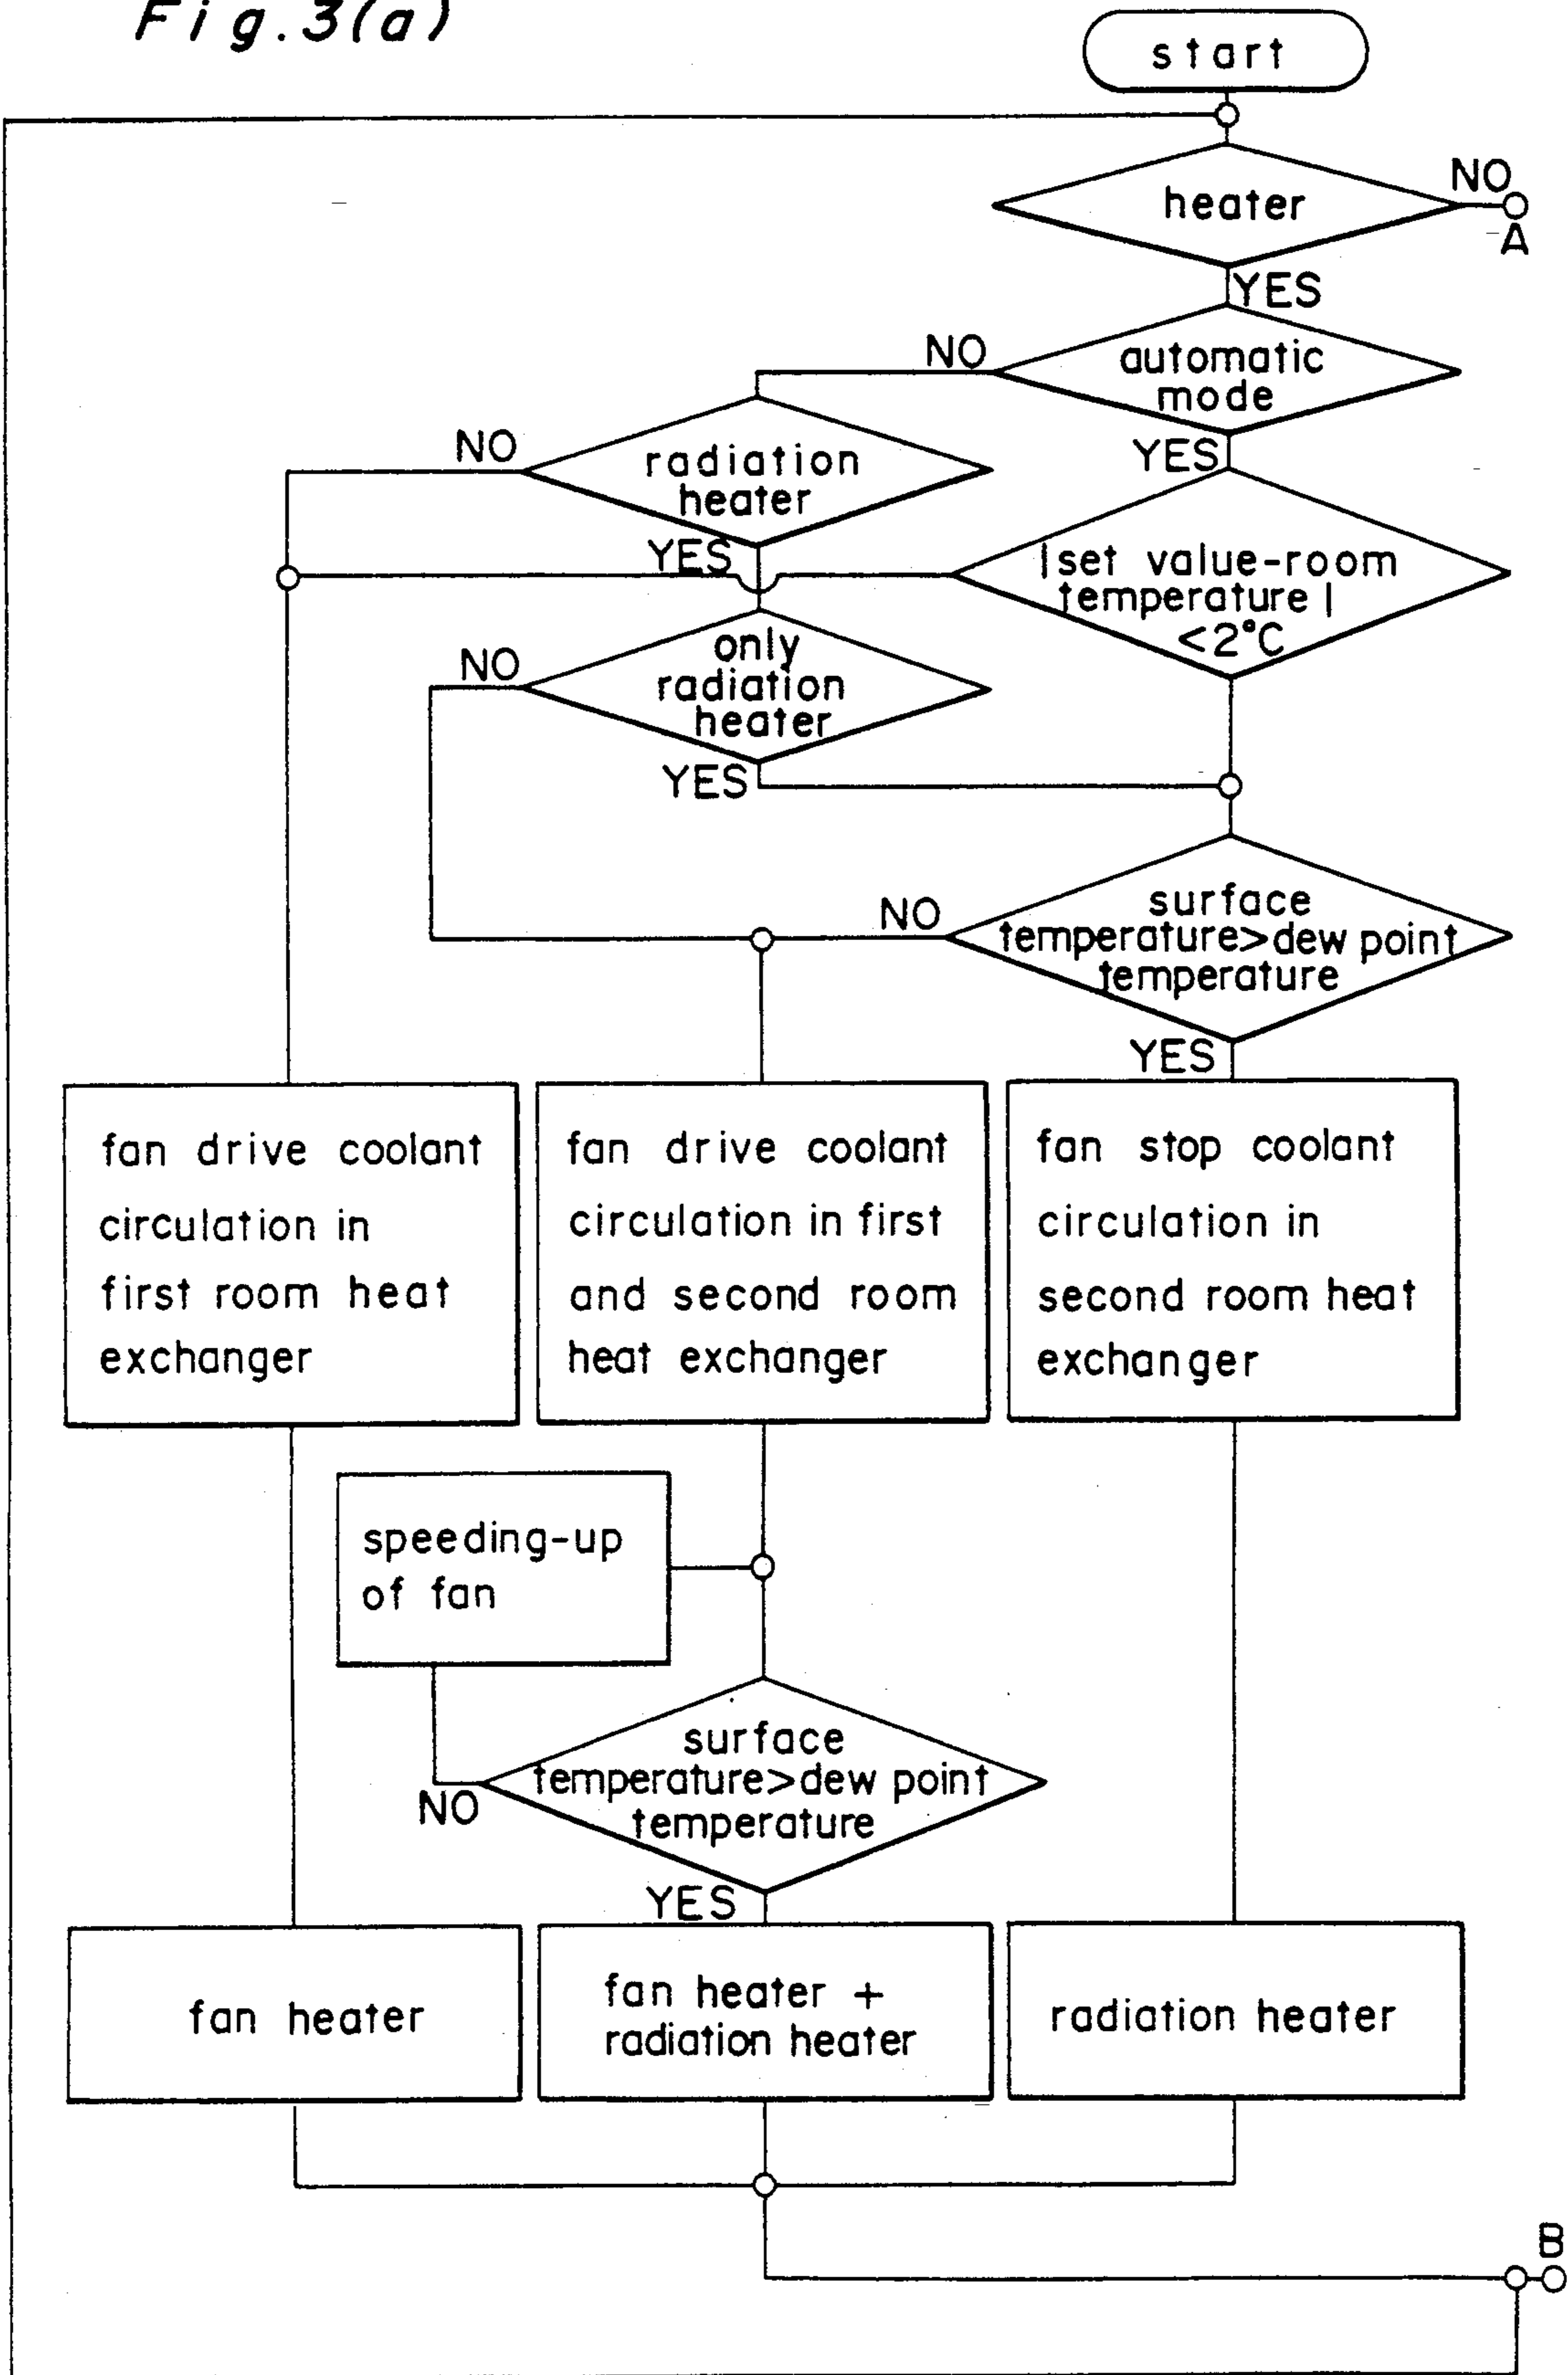 Fig.3(a)
start
heater
NO
A
YES
automatic
mode
NO
YES
radiation
heater
NO
YES
|set value-room
temperature|
<2°C
only
radiation
heater
NO
YES
surface
temperature>dew point
temperature
NO
YES
fan drive coolant
circulation in
first room heat
exchanger
fan drive coolant
circulation in first
and second room
heat exchanger
fan stop coolant
circulation in
second room heat
exchanger
speeding-up
of fan
surface
temperature>dew point
temperature
NO
YES
fan heater
fan heater +
radiation heater
radiation heater
B